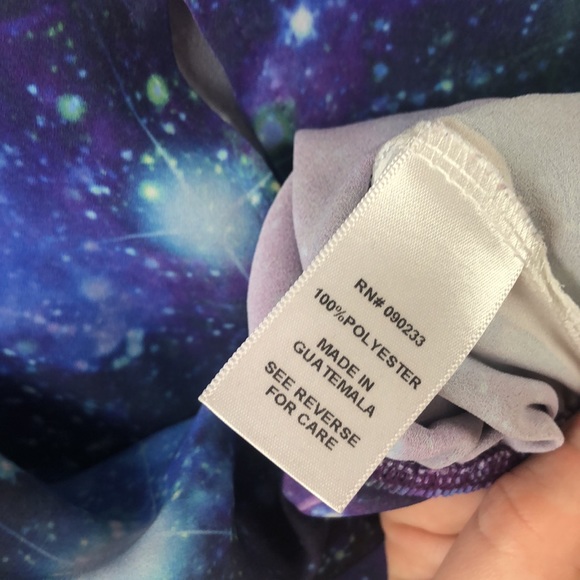 RN# 090233
100%POLYESTER
MADE IN
GUATEMALA
SEE REVERSE
FOR CARE